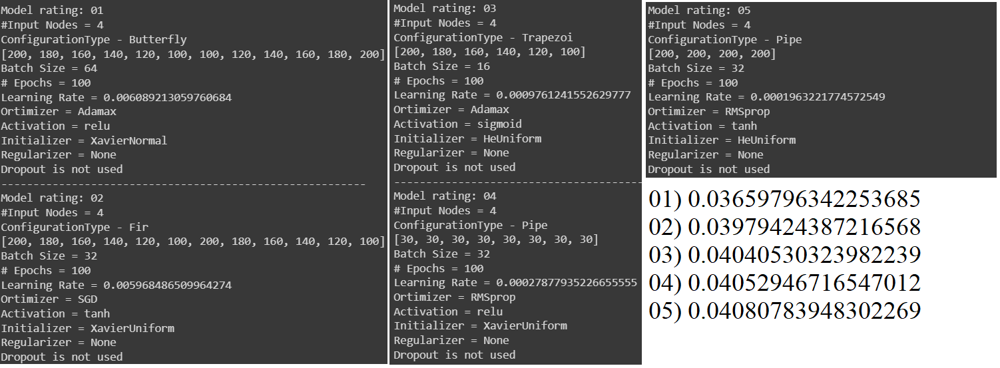 Model rating: 01
#Input Nodes = 4
ConfigurationType - Butterfly
[200, 180, 160, 140, 120, 100, 100, 120, 140, 160, 180, 200]
Batch Size = 64
# Epochs = 100
Learning Rate = 0.006089213059760684
Ortimizer = Adamax
Activation = relu
Initializer = XavierNormal
Regularizer = None
Dropout is not used
--------------------------------------------------------
Model rating: 02
#Input Nodes = 4
ConfigurationType - Fir
[200, 180, 160, 140, 120, 100, 200, 180, 160, 140, 120, 100]
Batch Size = 32
# Epochs = 100
Learning Rate = 0.005968486509964274
Ortimizer = SGD
Activation = tanh
Initializer = XavierUniform
Regularizer = None
Dropout is not used
Model rating: 03
#Input Nodes = 4
ConfigurationType - Trapezoi
[200, 180, 160, 140, 120, 100]
Batch Size = 16
# Epochs = 100
Learning Rate = 0.0009761241552629777
Ortimizer = Adamax
Activation = sigmoid
Initializer = HeUniform
Regularizer = None
Dropout is not used
---------------------------------------
Model rating: 04
#Input Nodes = 4
ConfigurationType - Pipe
[30, 30, 30, 30, 30, 30, 30, 30]
Batch Size = 32
# Epochs = 100
Learning Rate = 0.00027877935226655555
Ortimizer = RMSprop
Activation = relu
Initializer = XavierUniform
Regularizer = None
Dropout is not used
Model rating: 05
#Input Nodes = 4
ConfigurationType - Pipe
[200, 200, 200, 200]
Batch Size = 32
# Epochs = 100
Learning Rate = 0.0001963221774572549
Ortimizer = RMSprop
Activation = tanh
Initializer = HeUniform
Regularizer = None
Dropout is not used
01) 0.03659796342253685
02) 0.03979424387216568
03) 0.04040530323982239
04) 0.04052946716547012
05) 0.04080783948302269